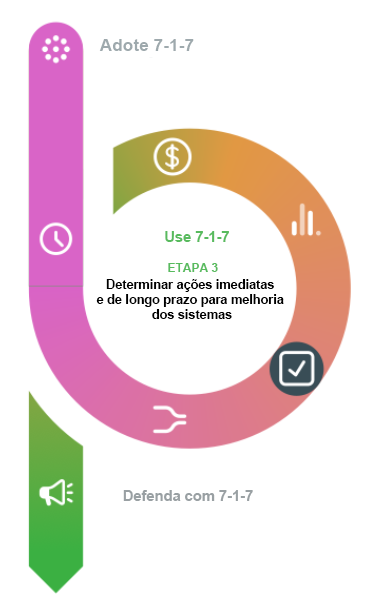 Adote 7-1-7
Use 7-1-7
ETAPA 3
Determinar ações imediatas
e de longo prazo para melhoria
dos sistemas
Defenda com 7-1-7